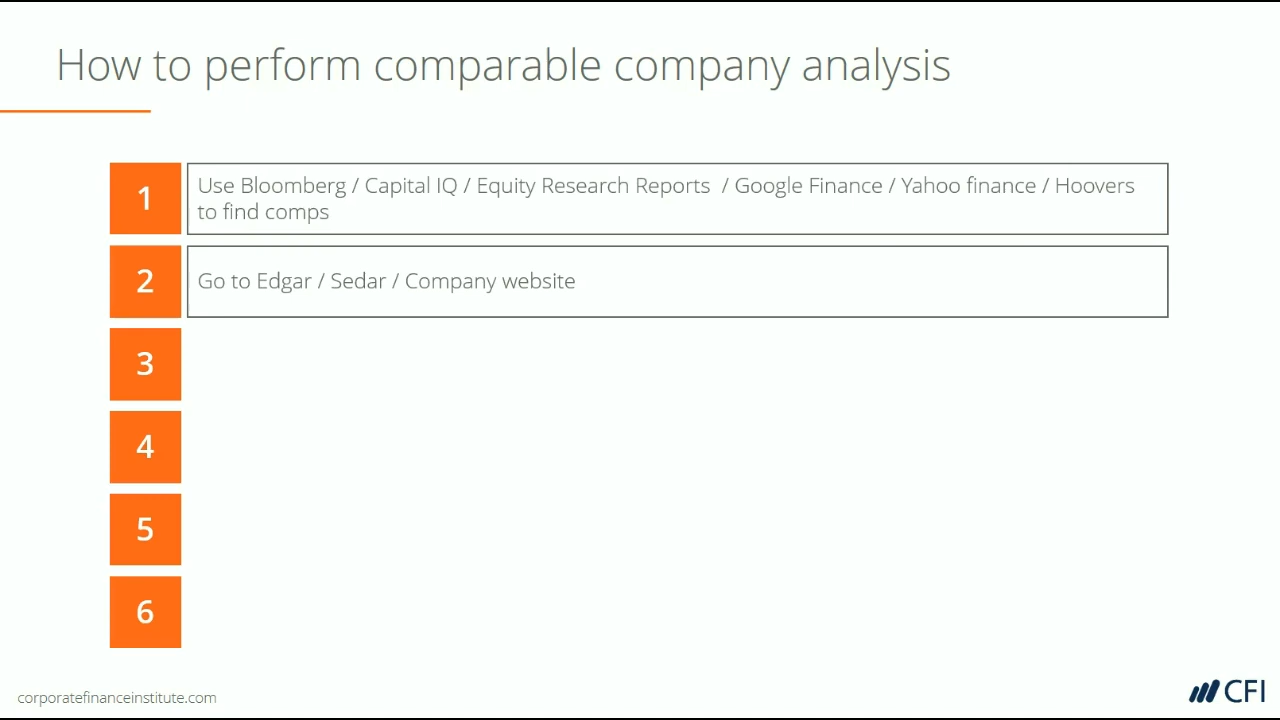 How to perform comparable company analysis
1
Use Bloomberg / Capital IQ / Equity Research Reports / Google Finance / Yahoo finance / Hoovers
to find comps
2
Go to Edgar / Sedar / Company website
3
4
5
6
corporatefinanceinstitute.com
CFI